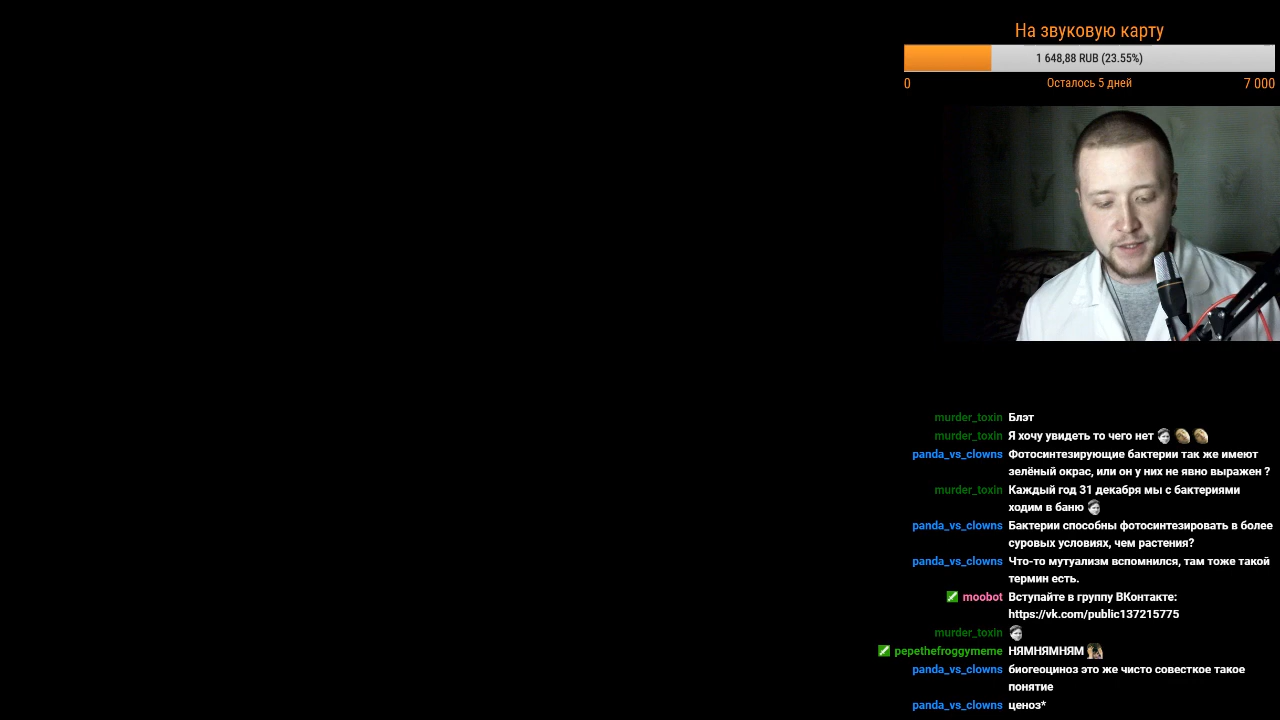 На звуковую карту
1 648,88 RUB (23.55%)
0 Осталось 5 дней 7 000
murder_toxin Блэт
murder_toxin Я хочу увидеть то чего нет
panda_vs_clowns Фотосинтезирующие бактерии так же имеют
зелёный окрас, или он у них не явно выражен ?
murder_toxin Каждый год 31 декабря мы с бактериями
ходим в баню
panda_vs_clowns Бактерии способны фотосинтезировать в более
суровых условиях, чем растения?
panda_vs_clowns Что-то мутуализм вспомнился, там тоже такой
термин есть.
moobot Вступайте в группу ВКонтакте:
https://vk.com/public137215775
murder_toxin
pepethefroggymeme НЯМНЯМНЯМ
panda_vs_clowns биогеоциноз это же чисто совесткое такое
понятие
panda_vs_clowns ценоз*